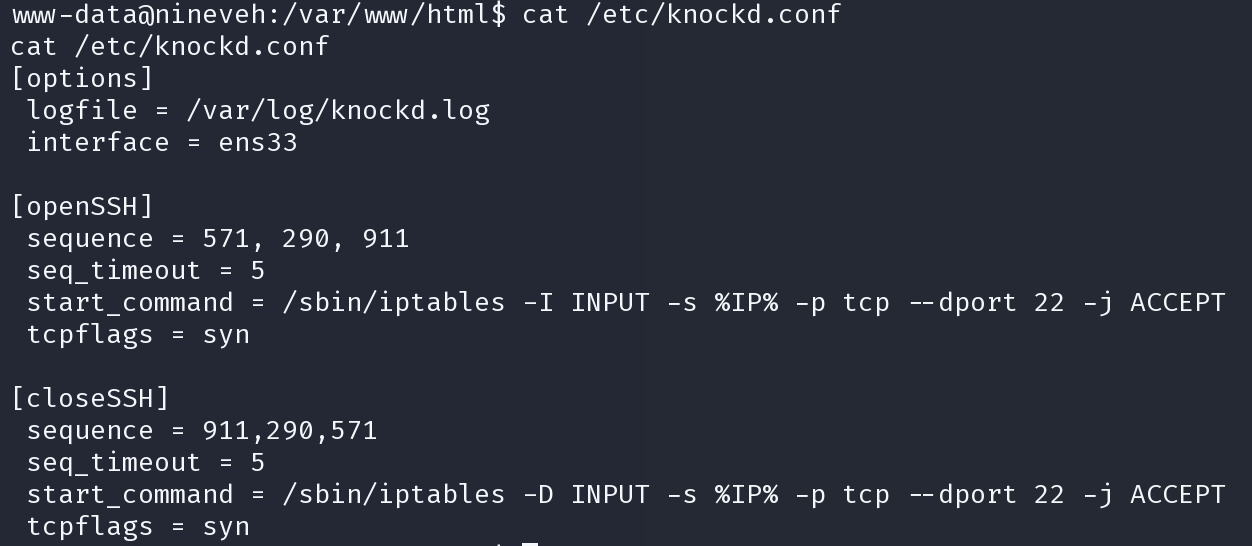 www-data@nineveh:/var/www/html$ cat /etc/knockd.conf
cat /etc/knockd.conf
[options]
 logfile = /var/log/knockd.log
 interface = ens33

[openSSH]
 sequence = 571, 290, 911
 seq_timeout = 5
 start_command = /sbin/iptables -I INPUT -s %IP% -p tcp --dport 22 -j ACCEPT
 tcpflags = syn

[closeSSH]
 sequence = 911,290,571
 seq_timeout = 5
 start_command = /sbin/iptables -D INPUT -s %IP% -p tcp --dport 22 -j ACCEPT
 tcpflags = syn